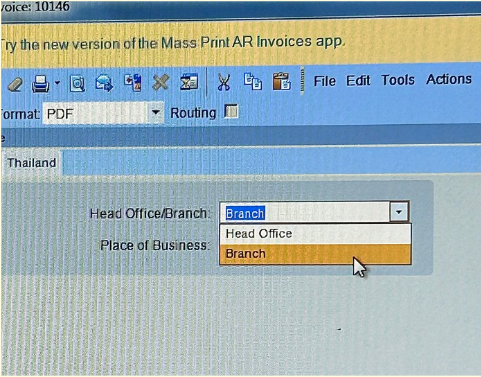 voice: 10146
Try the new version of the Mass Print AR Invoices app.
File Edit Tools Actions
ormat: PDF Routing
e
Thailand
Head Office/Branch: Branch
Head Office
Place of Business:
Branch